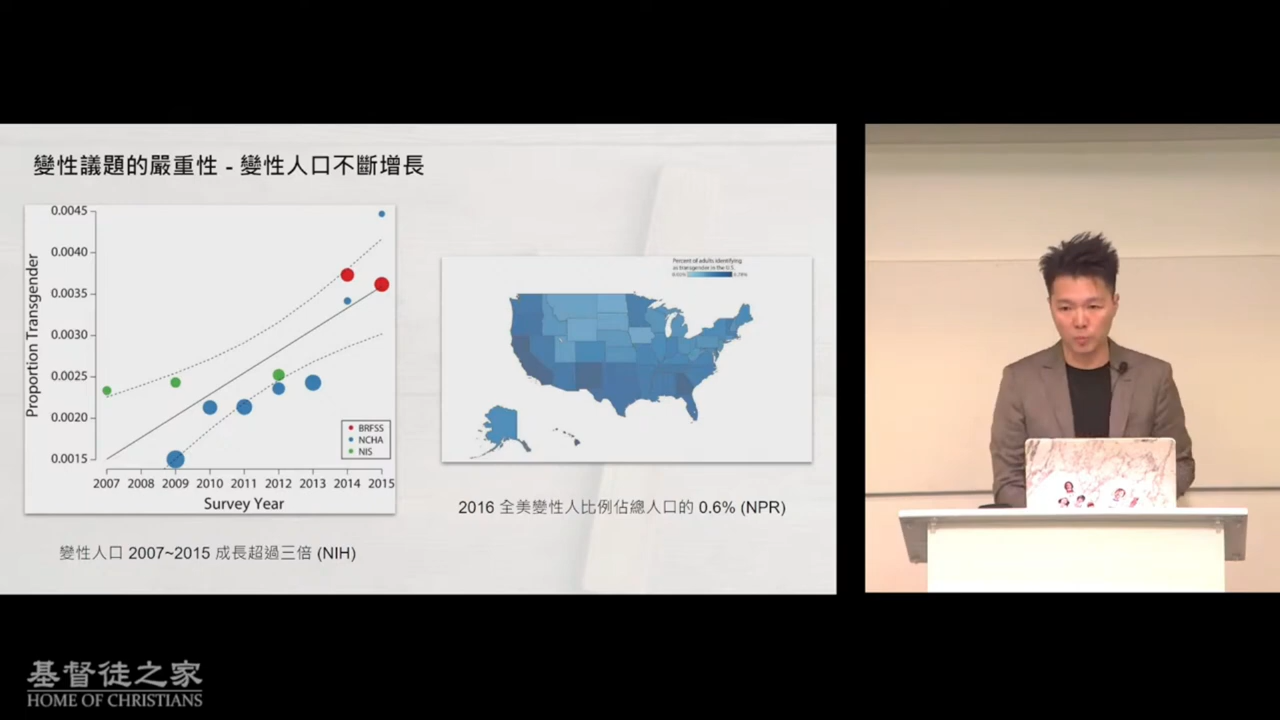 變性議題的嚴重性 - 變性人口不斷增長
0.0045
0.0040
0.0035
0.0030
0.0025
0.0020
0.0015
Proportion Transgender
2007 2008 2009 2010 2011 2012 2013 2014 2015
Survey Year
BRFSS
NCHA
NIS
變性人口 2007~2015 成長超過三倍 (NIH)
Percent of adults identifying
as transgender in the U.S.
2016 全美變性人比例佔總人口的 0.6% (NPR)
基督徒之家
HOME OF CHRISTIANS